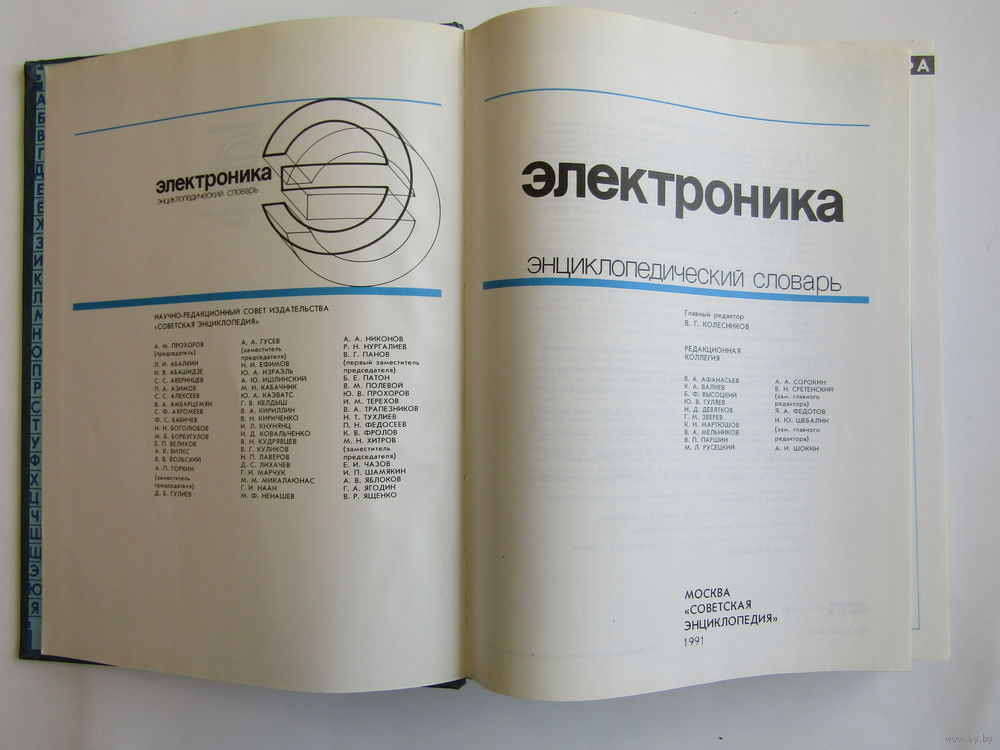 А
Б
В
Г
Д
Е
Ё
Ж
З
И
К
Л
М
Н
О
П
Р
С
Т
У
Ф
Х
Ц
Ч
Ш
Щ
Э
Ю
Я
электроника
энциклопедический словарь
НАУЧНО-РЕДАКЦИОННЫЙ СОВЕТ ИЗДАТЕЛЬСТВА
«СОВЕТСКАЯ ЭНЦИКЛОПЕДИЯ»
А. М. ПРОХОРОВ
(председатель)
Л. И. АБАЛКИН
И. В. АБАШИДЗЕ
С. С. АВЕРИНЦЕВ
П. А. АЗИМОВ
С. С. АЛЕКСЕЕВ
В. А. АМБАРЦУМЯН
С. Ф. АХРОМЕЕВ
Ф. С. БАБИЧЕВ
Н. Н. БОГОЛЮБОВ
М. Б. БОРБУГУЛОВ
Е. П. ВЕЛИХОВ
А. К. ВИЛКС
В. В. ВОЛЬСКИЙ
А. П. ГОРКИН
(заместитель
председателя)
Д. Б. ГУЛИЕВ
А. А. ГУСЕВ
(заместитель
председателя)
Н. И. ЕФИМОВ
Ю. А. ИЗРАЭЛЬ
А. Ю. ИШЛИНСКИЙ
М. И. КАБАЧНИК
Ю. А. КАЭВАТС
Г. В. КЕЛДЫШ
В. А. КИРИЛЛИН
В. Н. КИРИЧЕНКО
И. Л. КНУНЯНЦ
И. Д. КОВАЛЬЧЕНКО
В. Н. КУДРЯВЦЕВ
В. Г. КУЛИКОВ
Н. П. ЛАВЕРОВ
Д. С. ЛИХАЧЕВ
Г. И. МАРЧУК
М. М. МИКАЛАЮНАС
Г. И. НААН
М. Ф. НЕНАШЕВ
А. А. НИКОНОВ
Р. Н. НУРГАЛИЕВ
В. Г. ПАНОВ
(первый заместитель
председателя)
Б. Е. ПАТОН
В. М. ПОЛЕВОЙ
Ю. В. ПРОХОРОВ
И. М. ТЕРЕХОВ
В. А. ТРАПЕЗНИКОВ
Н. Т. ТУХЛИЕВ
П. Н. ФЕДОСЕЕВ
К. В. ФРОЛОВ
М. Н. ХИТРОВ
(заместитель
председателя)
Е. И. ЧАЗОВ
И. П. ШАМЯКИН
А. В. ЯБЛОКОВ
Г. А. ЯГОДИН
В. Р. ЯЩЕНКО
электроника
энциклопедический словарь
Главный редактор
В. Г. КОЛЕСНИКОВ
РЕДАКЦИОННАЯ
КОЛЛЕГИЯ
В. А. АФАНАСЬЕВ
К. А. ВАЛИЕВ
Б. Ф. ВЫСОЦКИЙ
Ю. В. ГУЛЯЕВ
Н. Д. ДЕВЯТКОВ
Г. М. ЗВЕРЕВ
К. И. МАРТЮШОВ
В. А. МЕЛЬНИКОВ
В. П. ПАРШИН
М. Л. РУСЕЦКИЙ
А. А. СОРОКИН
В. Н. СРЕТЕНСКИЙ
(зам. главного
редактора)
Я. А. ФЕДОТОВ
И. Ю. ШЕБАЛИН
(зам. главного
редактора)
А. И. ШОКИН
МОСКВА
«СОВЕТСКАЯ
ЭНЦИКЛОПЕДИЯ»
1991
А
www.ay.by